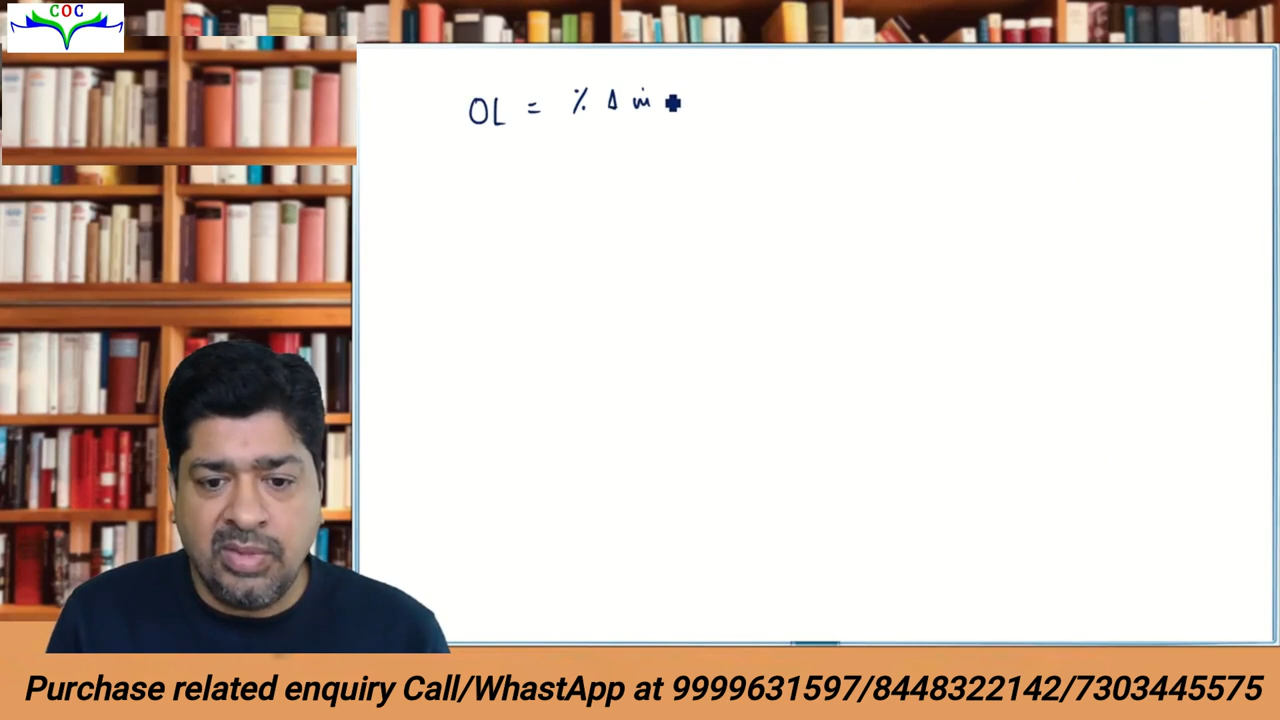 COC
OL = % Δ in
Purchase related enquiry Call/WhastApp at 9999631597/8448322142/7303445575